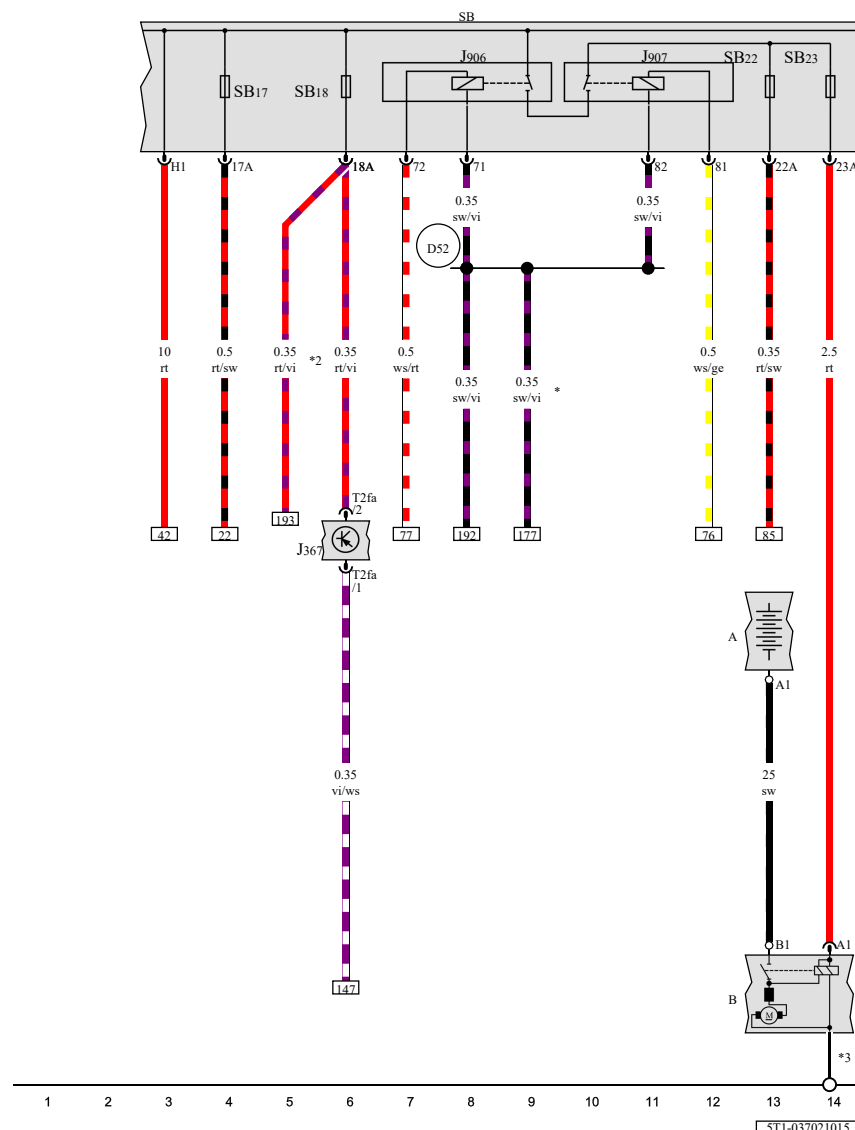 SB
J906
J907
SB22
SB23
SB17
SB18
H1
17A
18A
72
71
82
81
22A
23A
0.35
sw/vi
0.35
sw/vi
D52
10
rt
0.5
rt/sw
0.35
rt/vi
*2
0.35
rt/vi
0.5
ws/rt
0.35
sw/vi
0.35
sw/vi
*
0.5
ws/ge
0.35
rt/sw
2.5
rt
T2fa
/2
193
42
22
77
192
177
76
85
J367
T2fa
/1
A
A1
0.35
vi/ws
25
sw
B1
A1
147
B
M
*3
1 2 3 4 5 6 7 8 9 10 11 12 13 14
5T1-037021015